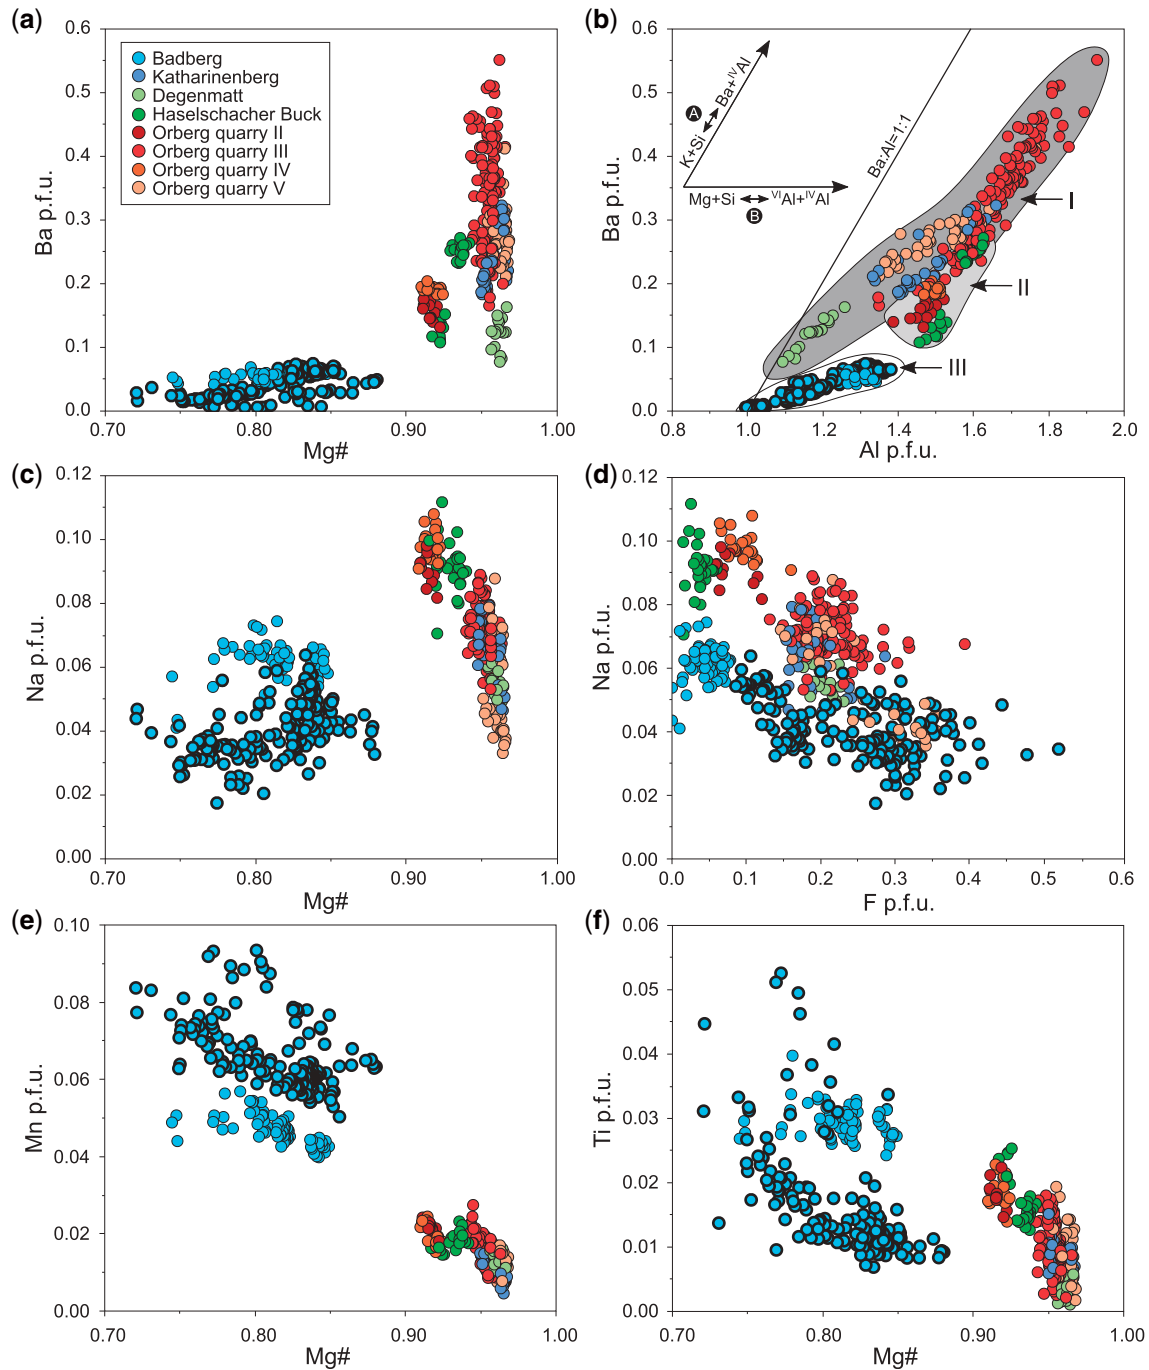 (a)
0.6
0.5
0.4
0.3
0.2
0.1
0.0
Ba p.f.u.
Badberg
Katharinenberg
Degenmatt
Haselschacher Buck
Orberg quarry II
Orberg quarry III
Orberg quarry IV
Orberg quarry V
0.70
0.80
0.90
1.00
Mg#
(b)
0.6
0.5
0.4
0.3
0.2
0.1
0.0
Ba p.f.u.
A
K+Si
Ba+IVAl
Mg+Si
VIAl+IVAl
B
Ba:Al=1:1
I
II
III
0.8
1.0
1.2
1.4
1.6
1.8
2.0
Al p.f.u.
(c)
0.12
0.10
0.08
0.06
0.04
0.02
0.00
Na p.f.u.
0.70
0.80
0.90
1.00
Mg#
(d)
0.12
0.10
0.08
0.06
0.04
0.02
0.00
Na p.f.u.
0.0
0.1
0.2
0.3
0.4
0.5
0.6
F p.f.u.
(e)
0.10
0.08
0.06
0.04
0.02
0.00
Mn p.f.u.
0.70
0.80
0.90
1.00
Mg#
(f)
0.06
0.05
0.04
0.03
0.02
0.01
0.00
Ti p.f.u.
0.70
0.80
0.90
1.00
Mg#